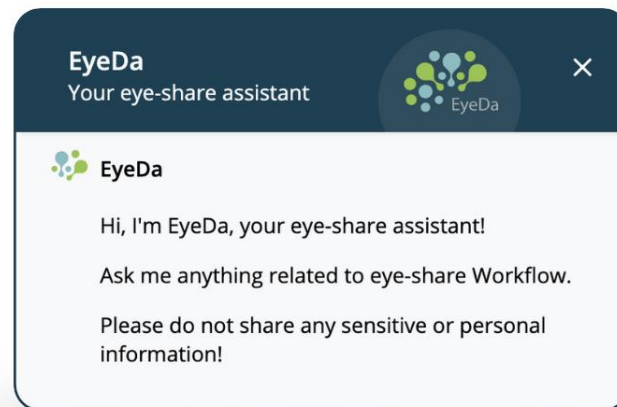 EyeDa
Your eye-share assistant
EyeDa
EyeDa
Hi, I'm EyeDa, your eye-share assistant!
Ask me anything related to eye-share Workflow.
Please do not share any sensitive or personal
information!